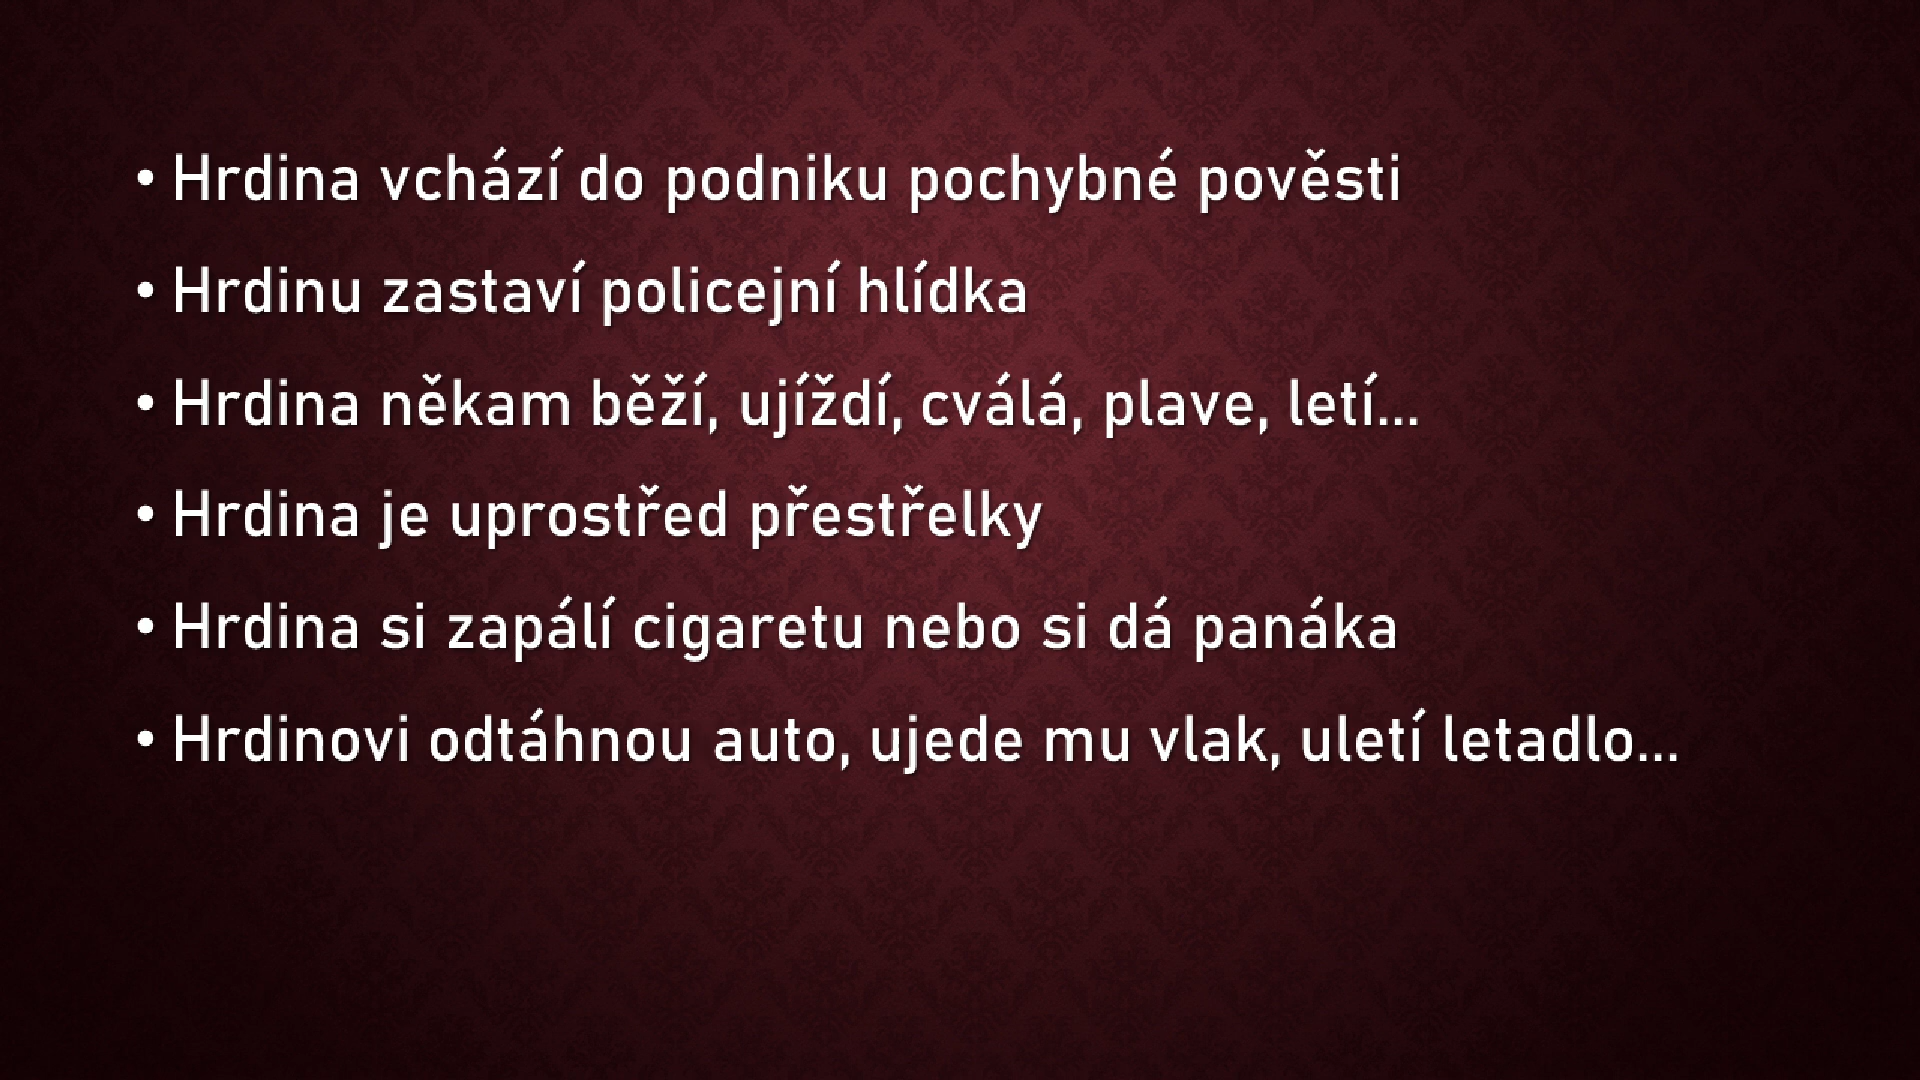 • Hrdina vchází do podniku pochybné pověsti
• Hrdinu zastaví policejní hlídka
• Hrdina někam běží, ujíždí, cválá, plave, letí...
• Hrdina je uprostřed přestřelky
• Hrdina si zapálí cigaretu nebo si dá panáka
• Hrdinovi odtáhnou auto, ujede mu vlak, uletí letadlo...